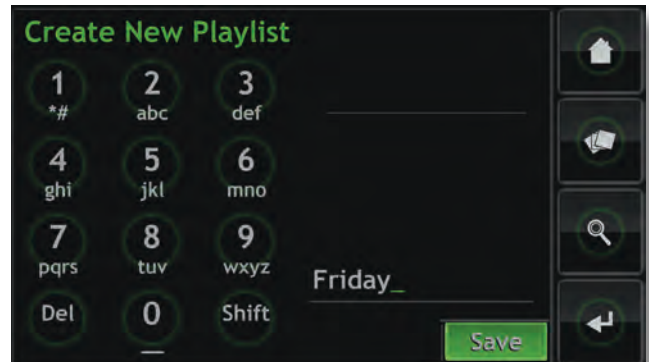 Create New Playlist
1 2 3
*# abc def
4 5 6
ghi jkl mno
7 8 9
pqrs tuv wxyz
Friday_
Del 0 Shift
_
Save